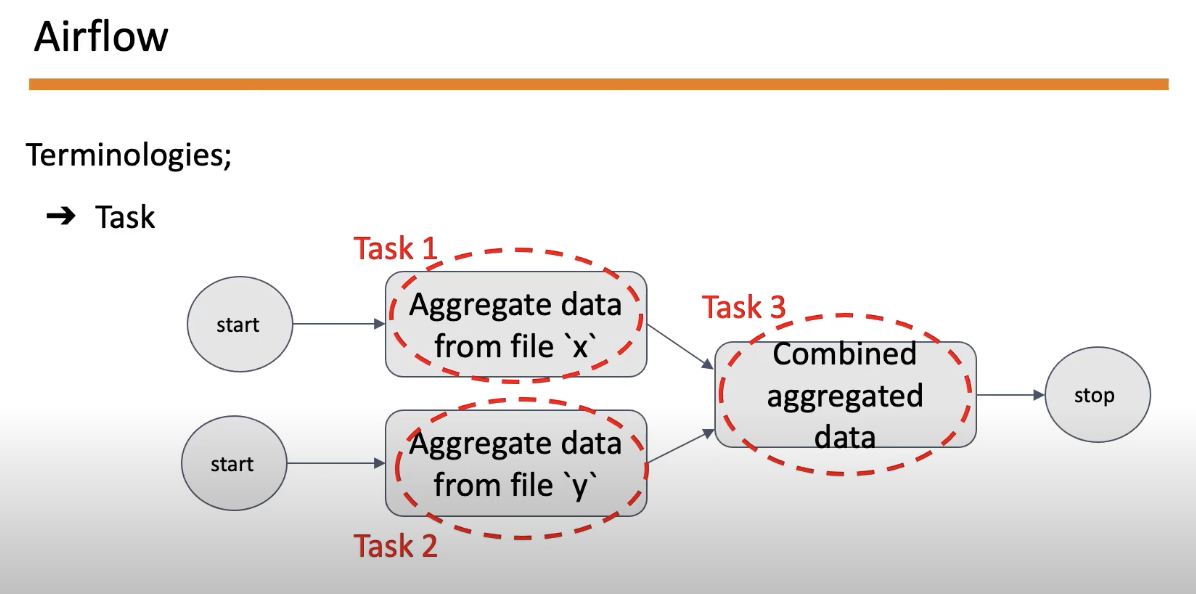 Airflow
Terminologies;
➔ Task
Task 1
start
Aggregate data
from file `x`
Task 3
Combined
aggregated
data
stop
start
Aggregate data
from file `y`
Task 2